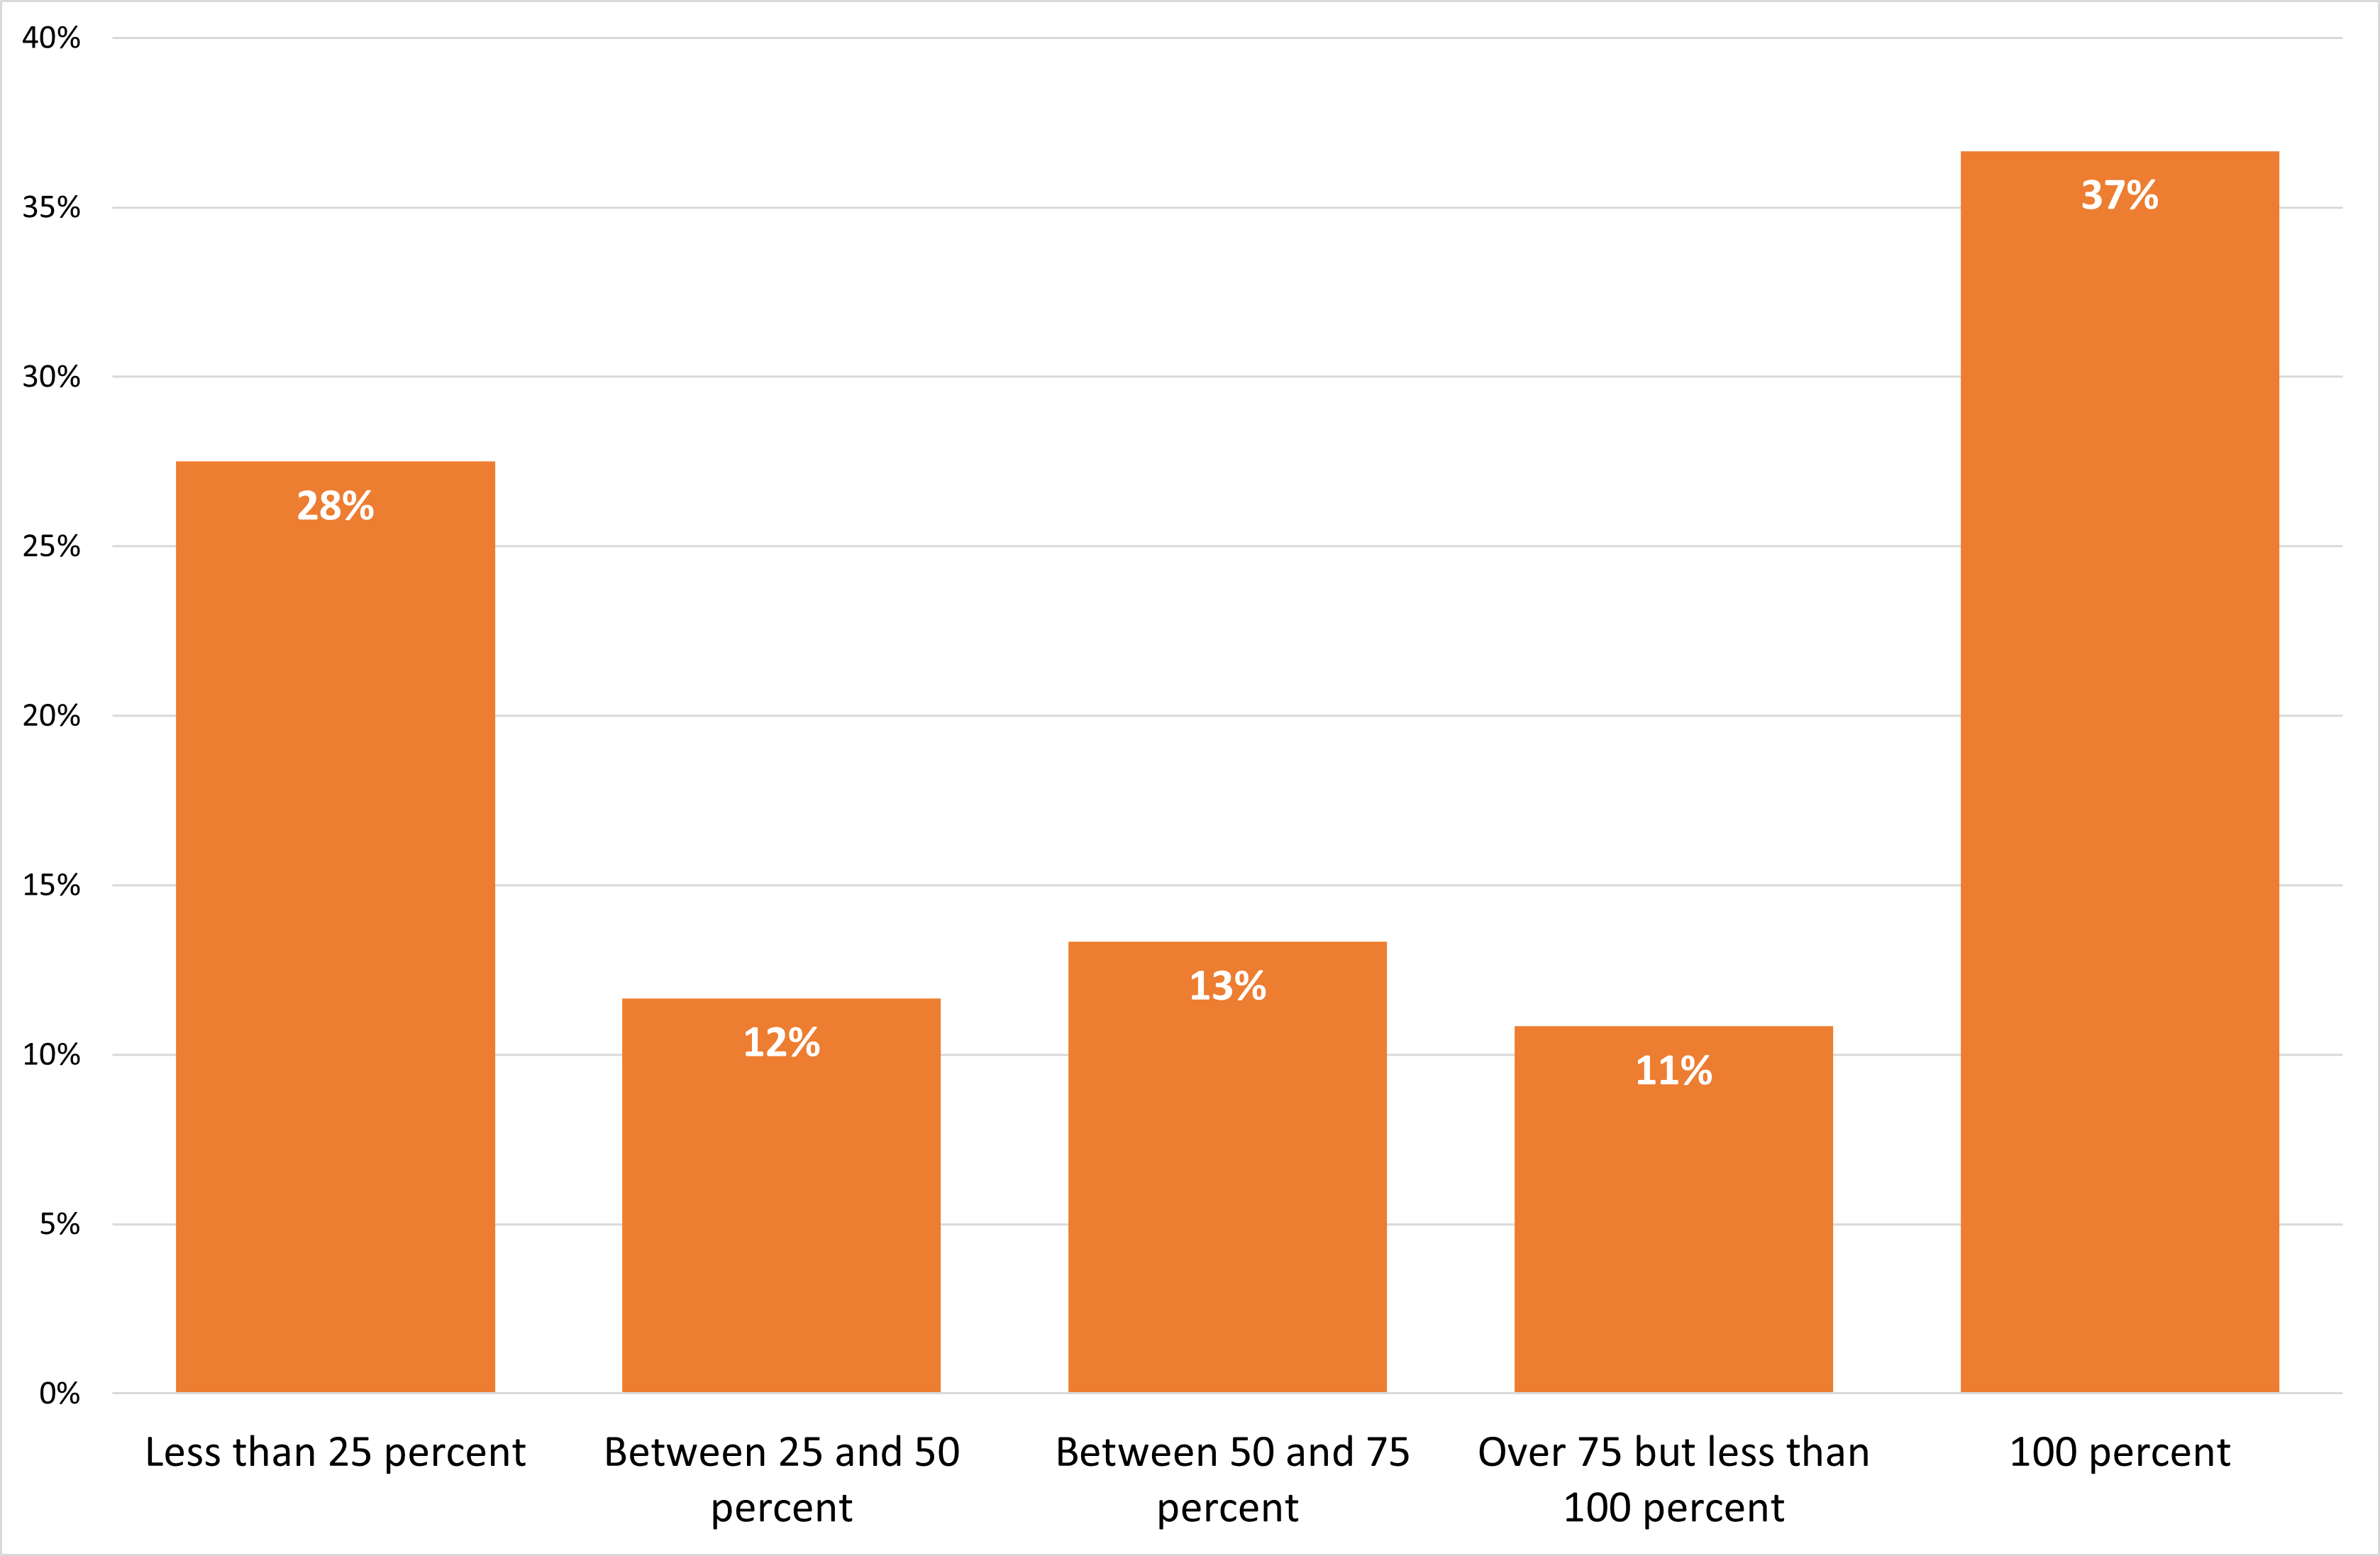 40%
35%
30%
25%
20%
15%
10%
5%
0%
28%
12%
13%
11%
37%
Less than 25 percent
Between 25 and 50
percent
Between 50 and 75
percent
Over 75 but less than
100 percent
100 percent